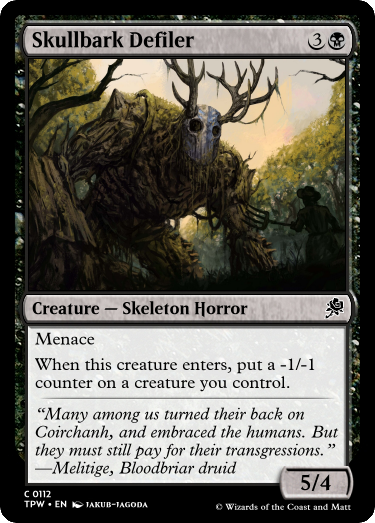 Skullbark Defiler 3
Creature — Skeleton Horror
Menace
When this creature enters, put a -1/-1
counter on a creature you control.
“Many among us turned their back on
Coirchanh, and embraced the humans. But
they must still pay for their transgressions.”
—Melitige, Bloodbriar druid
5/4
C 0112
TPW • EN JAKUB-JAGODA
© Wizards of the Coast and Matt